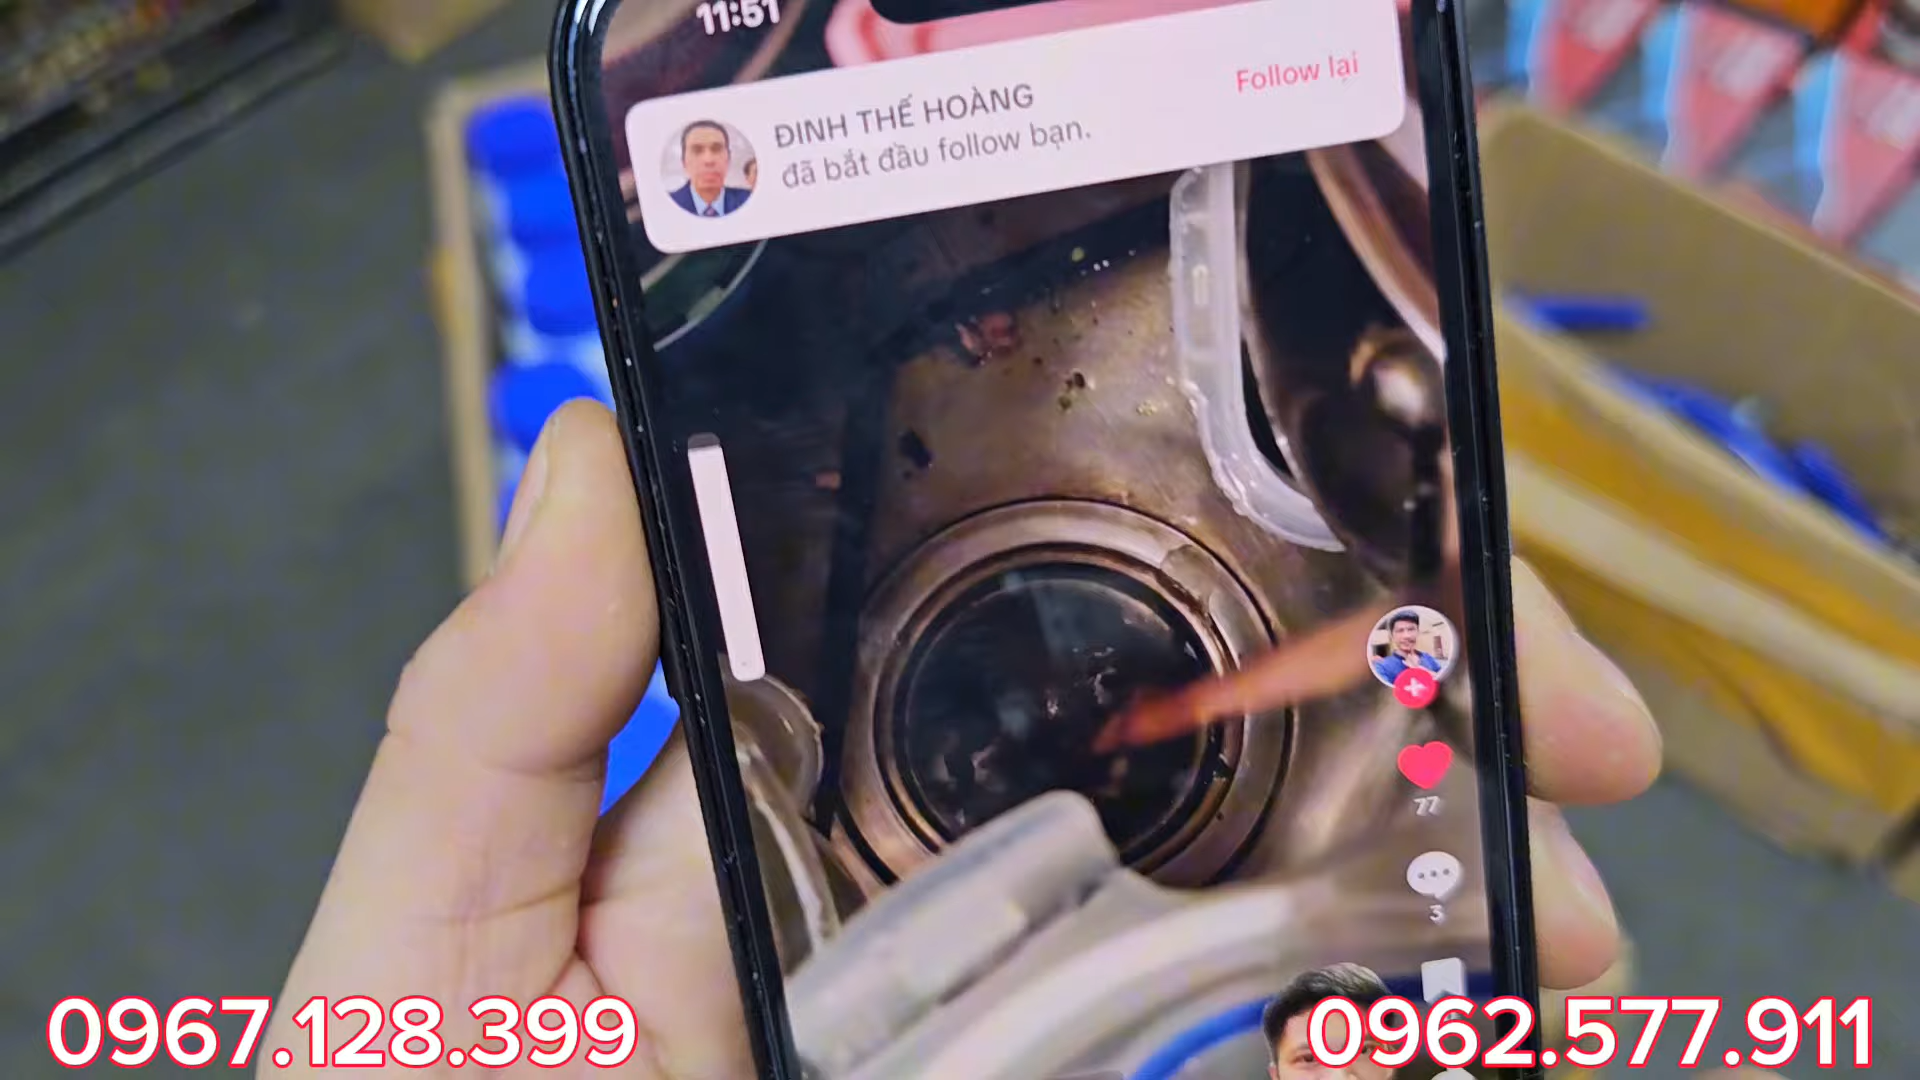 11:51
ĐINH THẾ HOÀNG
đã bắt đầu follow bạn.
Follow lại
77
3
0967.128.399
0962.577.911